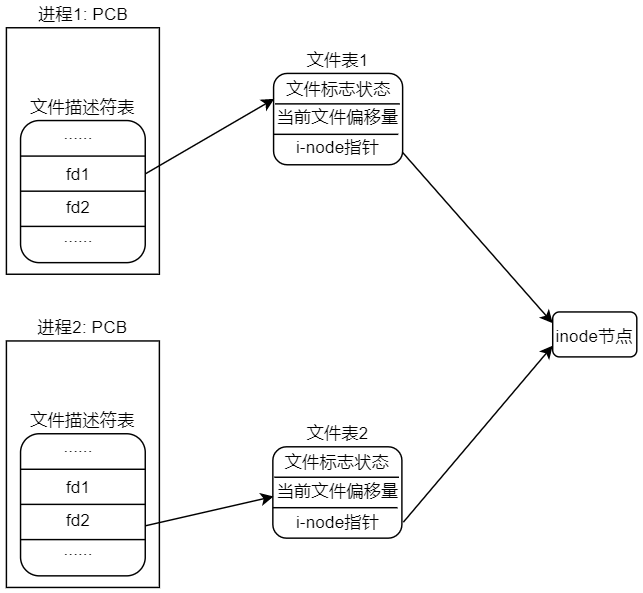 进程1: PCB
文件描述符表
……
fd1
fd2
……
文件表1
文件标志状态
当前文件偏移量
i-node指针
inode节点
进程2: PCB
文件描述符表
……
fd1
fd2
……
文件表2
文件标志状态
当前文件偏移量
i-node指针